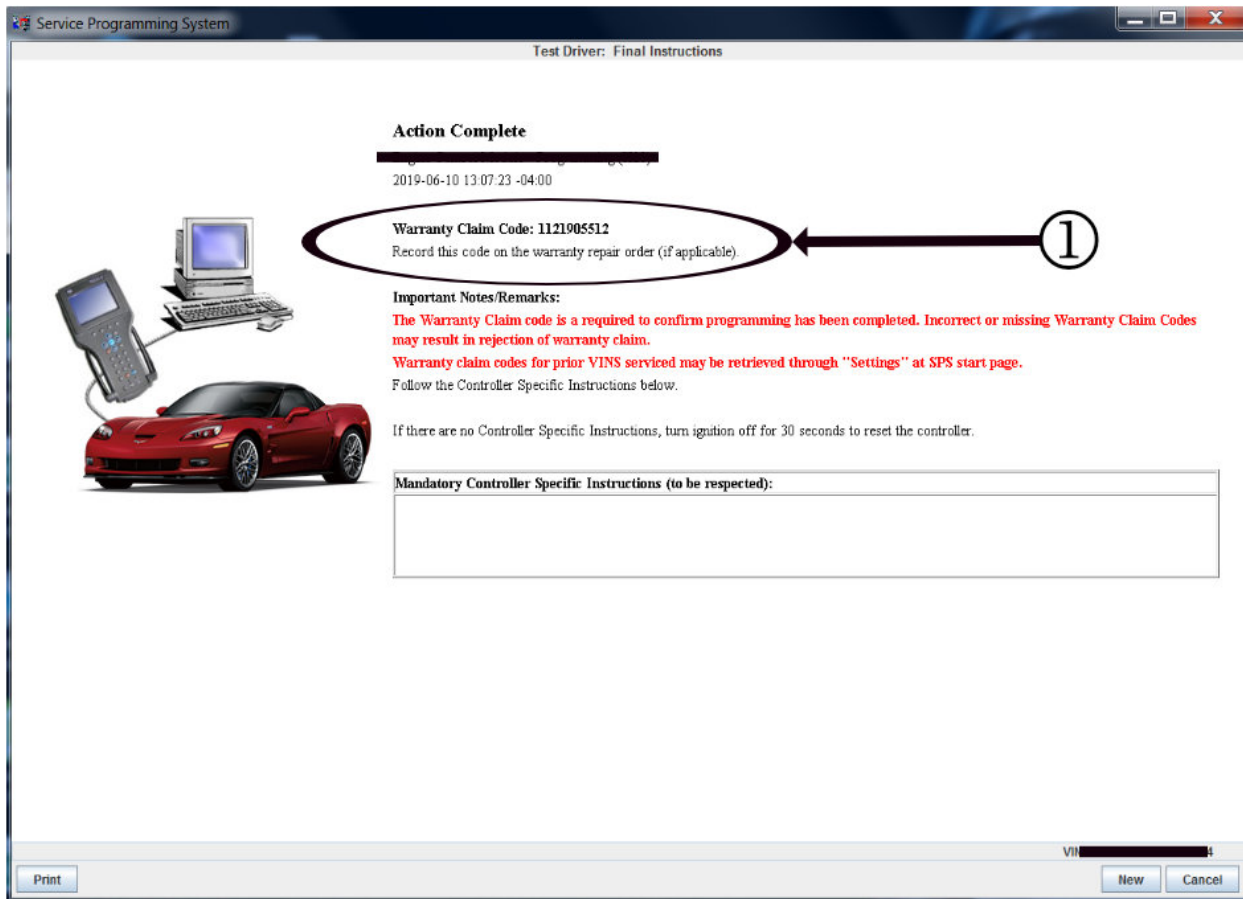 Service Programming System
Test Driver: Final Instructions
Action Complete
2019-06-10 13:07:23 -04:00
Warranty Claim Code: 1121905512
Record this code on the warranty repair order (if applicable).
1
Important Notes/Remarks:
The Warranty Claim code is a required to confirm programming has been completed. Incorrect or missing Warranty Claim Codes
may result in rejection of warranty claim.
Warranty claim codes for prior VINS serviced may be retrieved through "Settings" at SPS start page.
Follow the Controller Specific Instructions below.
If there are no Controller Specific Instructions, turn ignition off for 30 seconds to reset the controller.
Mandatory Controller Specific Instructions (to be respected):
VIN 4
Print
New
Cancel